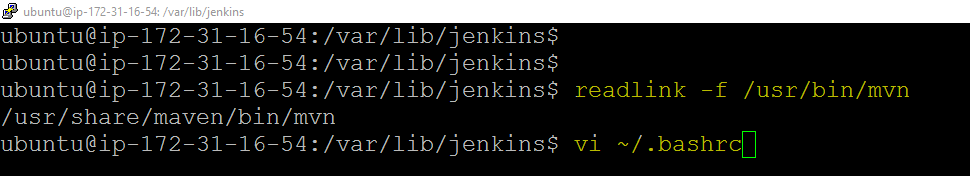 ubuntu@ip-172-31-16-54: /var/lib/jenkins
ubuntu@ip-172-31-16-54:/var/lib/jenkins$
ubuntu@ip-172-31-16-54:/var/lib/jenkins$
ubuntu@ip-172-31-16-54:/var/lib/jenkins$ readlink -f /usr/bin/mvn
/usr/share/maven/bin/mvn
ubuntu@ip-172-31-16-54:/var/lib/jenkins$ vi ~/.bashrc